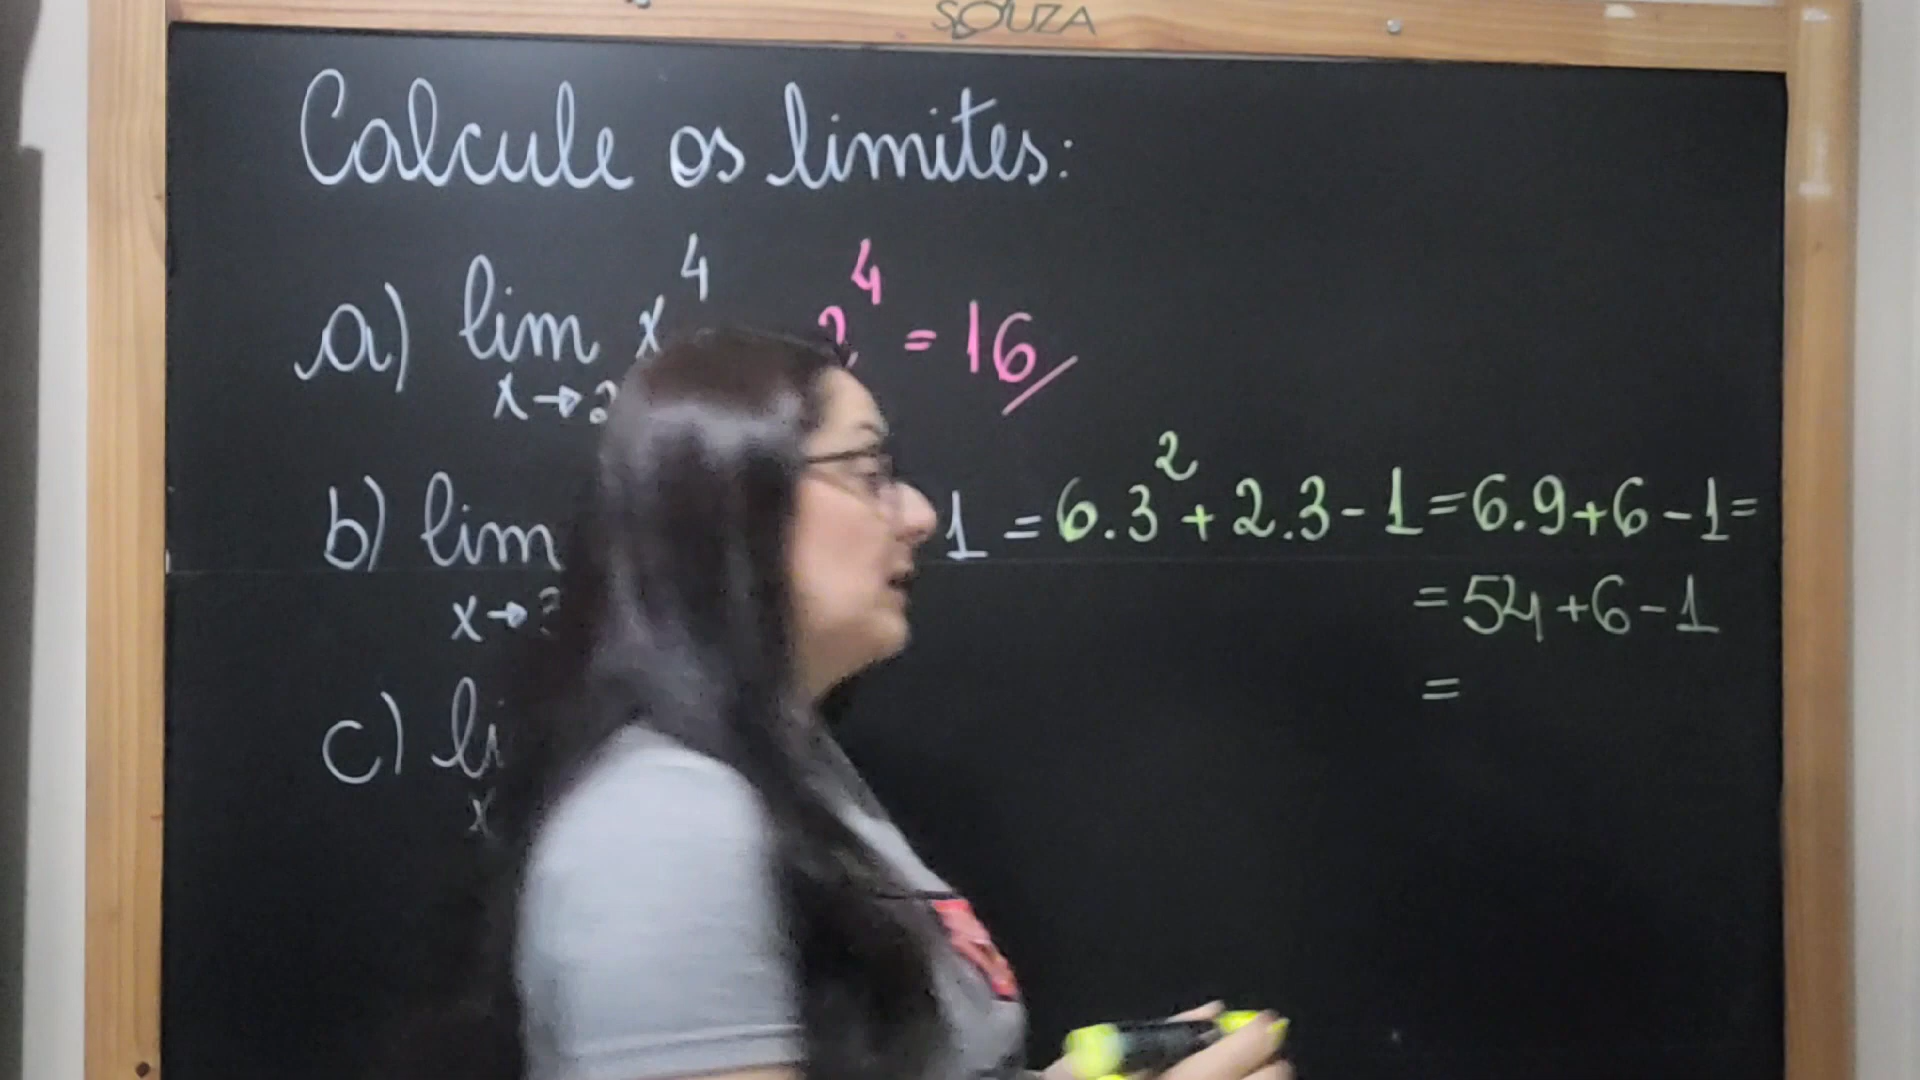 SOUZA
Calcule os limites:
a) lim x⁴ 2⁴ = 16
x→2
b) lim 1 = 6.3² + 2.3 - 1 = 6.9 + 6 - 1 =
x→3
= 54 + 6 - 1
=
c) li
x